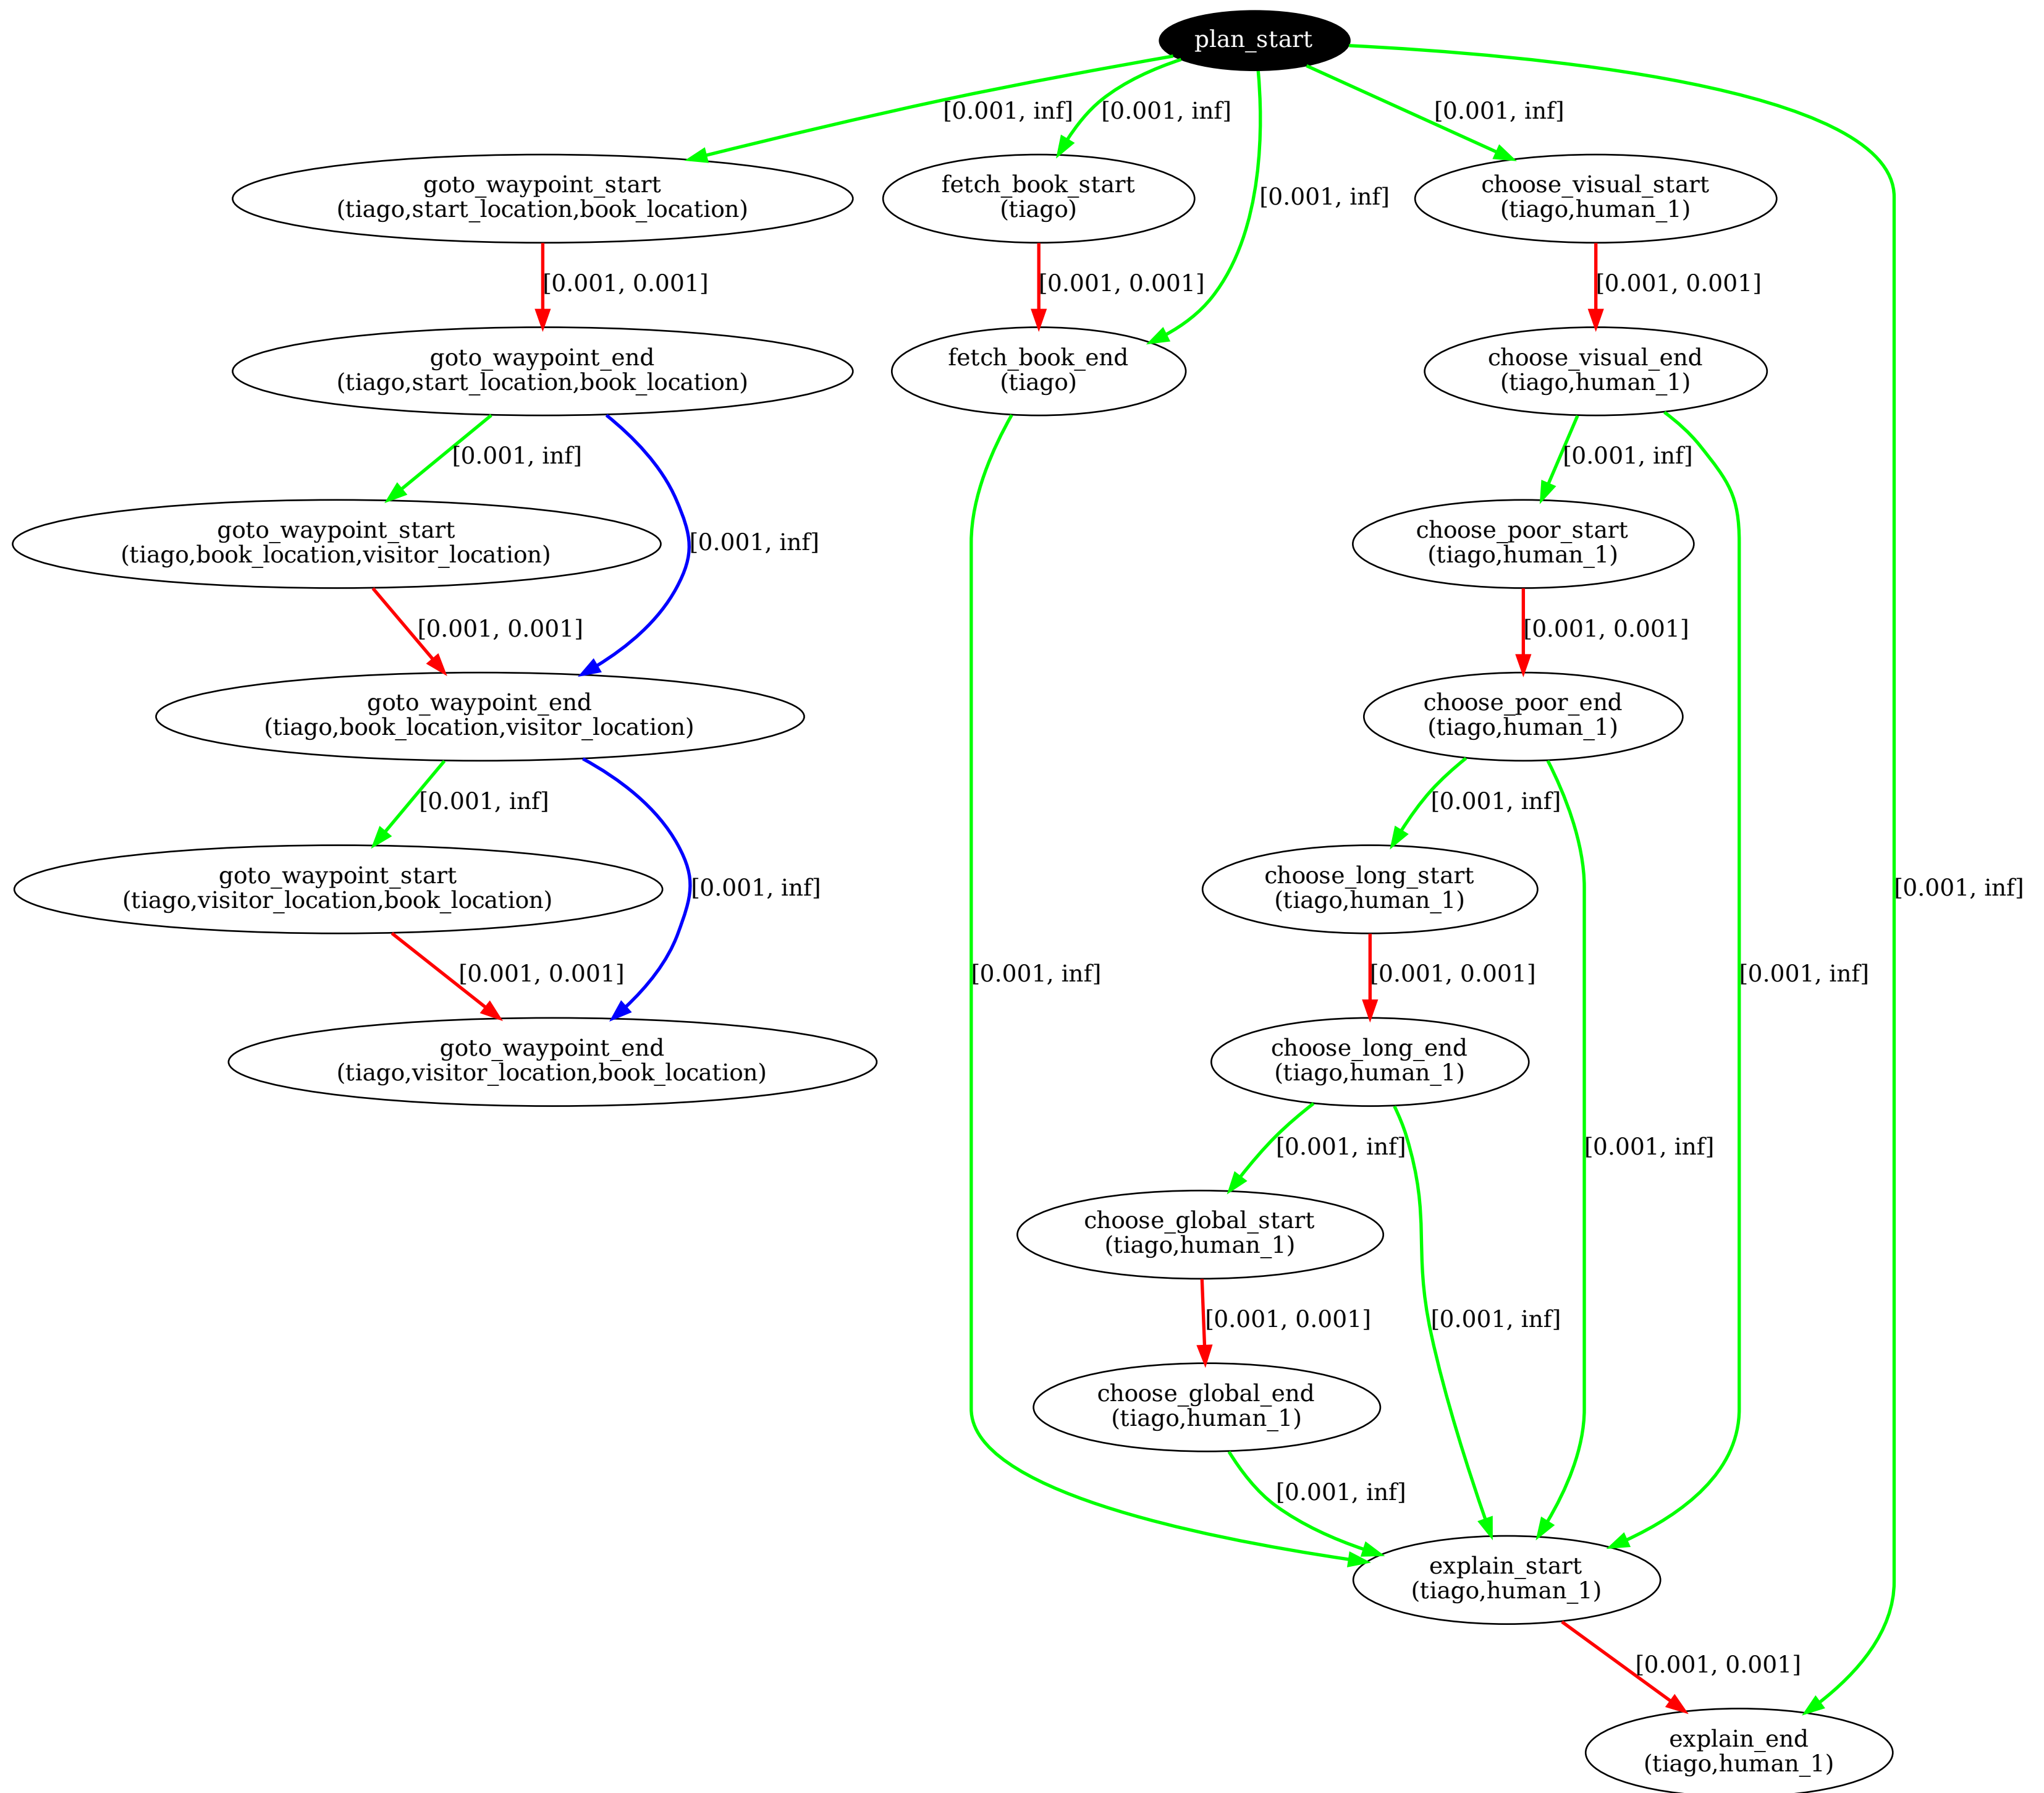 plan_start
[0.001, inf]
[0.001, inf]
[0.001, inf]
goto_waypoint_start
(tiago,start_location,book_location)
fetch_book_start
(tiago)
[0.001, inf]
choose_visual_start
(tiago,human_1)
[0.001, 0.001]
[0.001, 0.001]
[0.001, 0.001]
goto_waypoint_end
(tiago,start_location,book_location)
fetch_book_end
(tiago)
choose_visual_end
(tiago,human_1)
[0.001, inf]
[0.001, inf]
goto_waypoint_start
(tiago,book_location,visitor_location)
[0.001, inf]
choose_poor_start
(tiago,human_1)
[0.001, 0.001]
[0.001, 0.001]
goto_waypoint_end
(tiago,book_location,visitor_location)
choose_poor_end
(tiago,human_1)
[0.001, inf]
[0.001, inf]
goto_waypoint_start
(tiago,visitor_location,book_location)
[0.001, inf]
choose_long_start
(tiago,human_1)
[0.001, inf]
[0.001, 0.001]
[0.001, inf]
[0.001, 0.001]
[0.001, inf]
goto_waypoint_end
(tiago,visitor_location,book_location)
choose_long_end
(tiago,human_1)
[0.001, inf]
[0.001, inf]
choose_global_start
(tiago,human_1)
[0.001, 0.001]
[0.001, inf]
choose_global_end
(tiago,human_1)
[0.001, inf]
explain_start
(tiago,human_1)
[0.001, 0.001]
explain_end
(tiago,human_1)